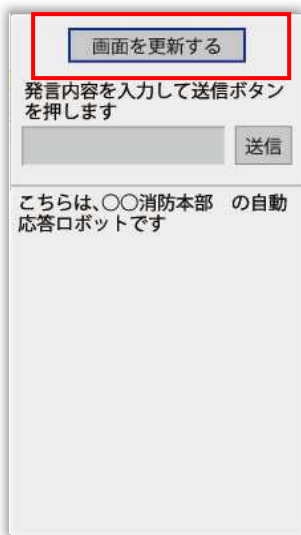 画面を更新する
発言内容を入力して送信ボタン
を押します
送信
こちらは、〇〇消防本部　の自動
応答ロボットです